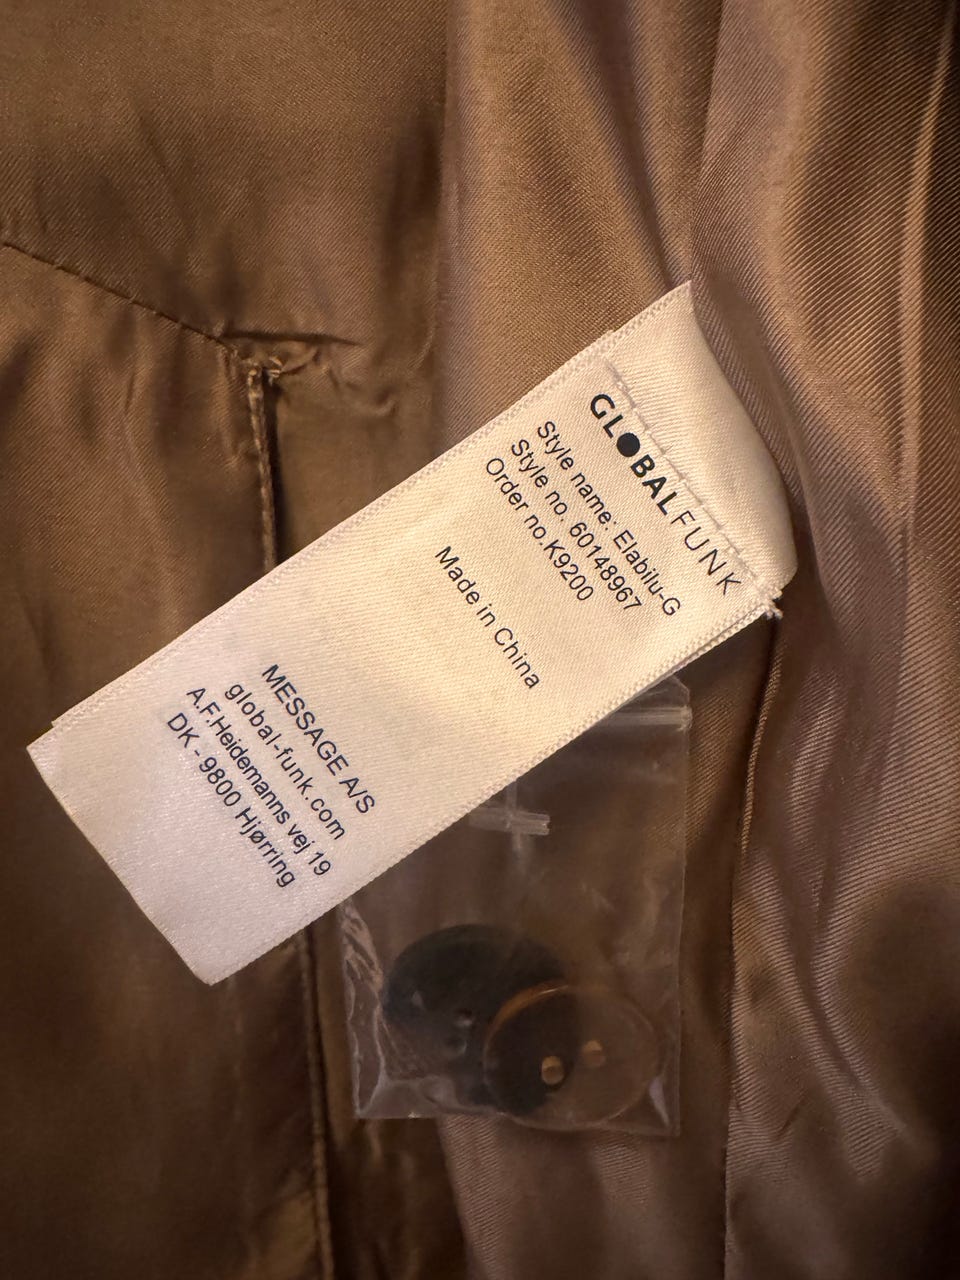 GLOBALFUNK
Style name: Elabilu-G
Style no. 60148967
Order no.K9200
Made in China
MESSAGE A/S
global-funk.com
A.F.Heidemanns vej 19
DK - 9800 Hjørring